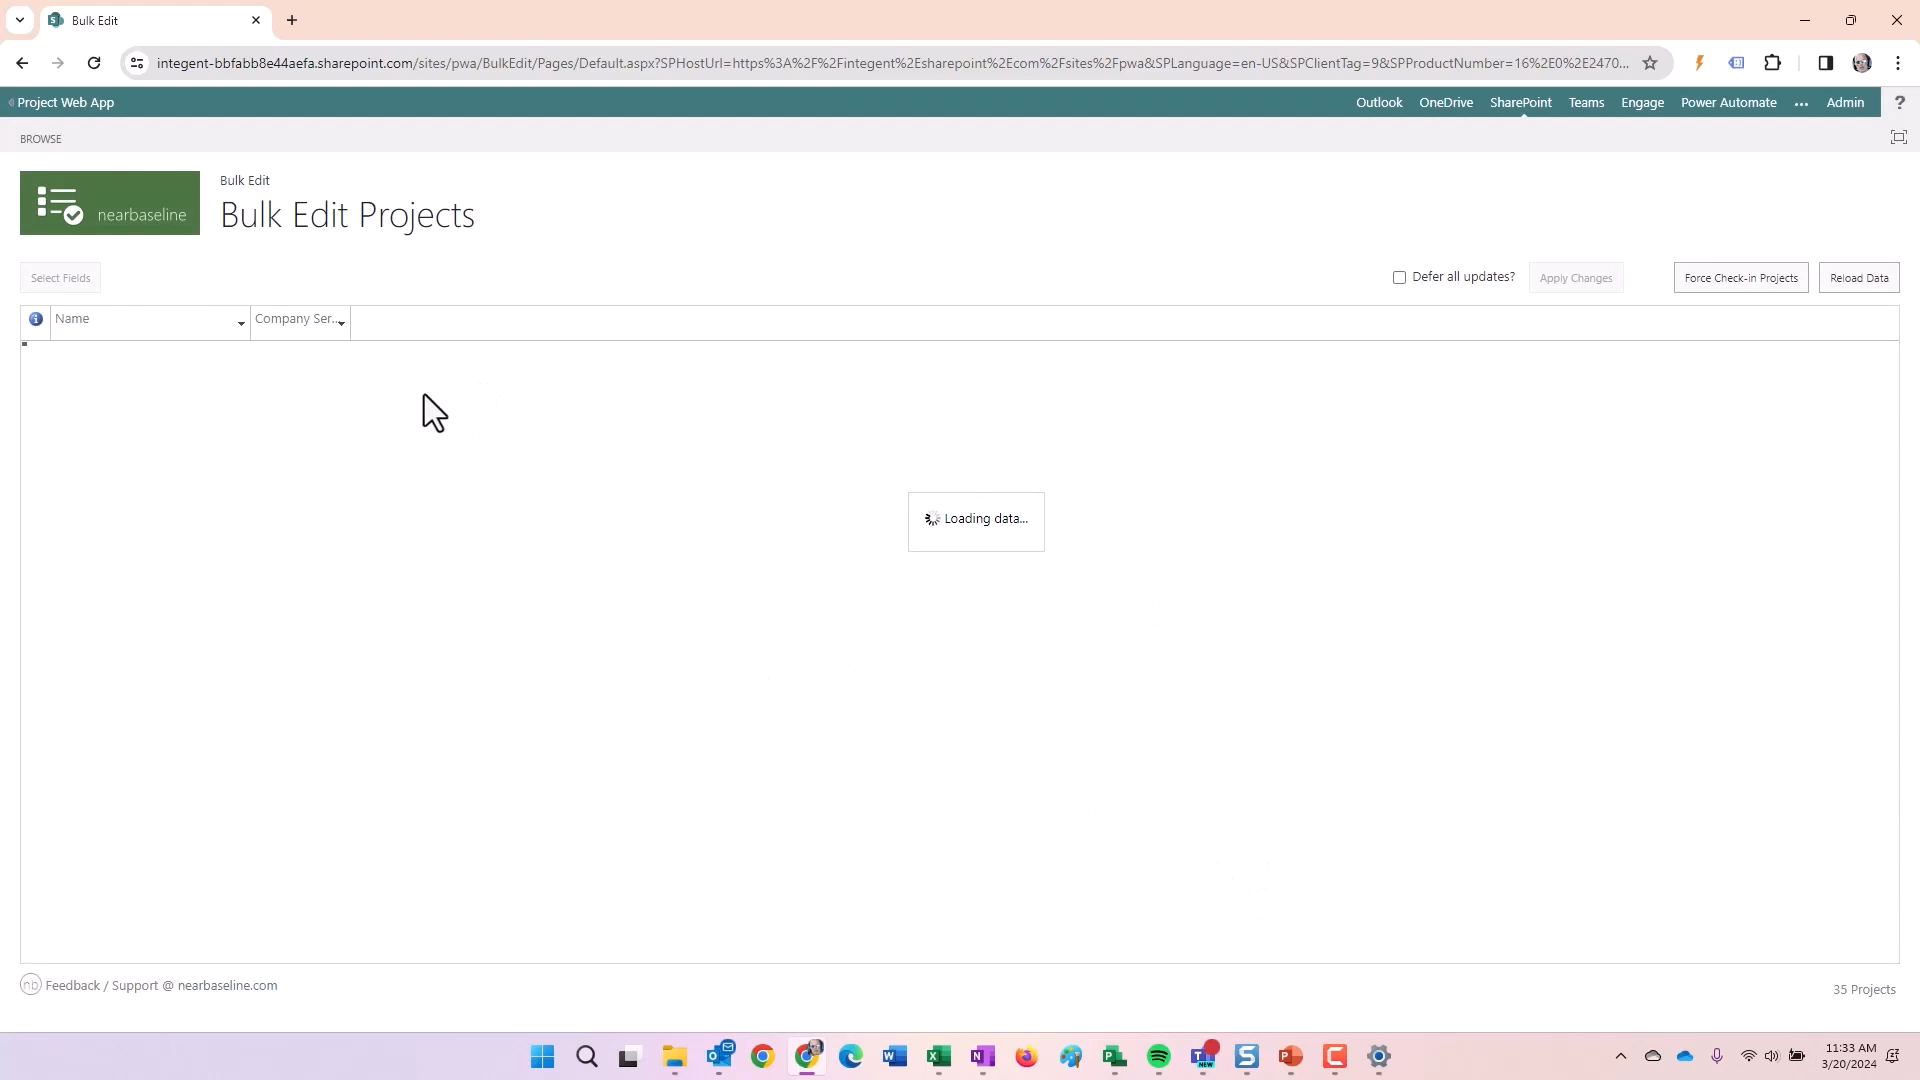 Bulk Edit
integent-bbfabb8e44aefa.sharepoint.com/sites/pwa/BulkEdit/Pages/Default.aspx?SPHostUrl=https%3A%2F%2Fintegent%2Esharepoint%2Ecom%2Fsites%2Fpwa&SPLanguage=en-US&SPClientTag=9&SPProductNumber=16%2E0%2E2470...
Project Web App
Outlook OneDrive SharePoint Teams Engage Power Automate ... Admin ?
BROWSE
nearbaseline
Bulk Edit
Bulk Edit Projects
Select Fields
Defer all updates? Apply Changes Force Check-in Projects Reload Data
Name Company Ser...
Loading data...
nb Feedback / Support @ nearbaseline.com
35 Projects
11:33 AM
3/20/2024